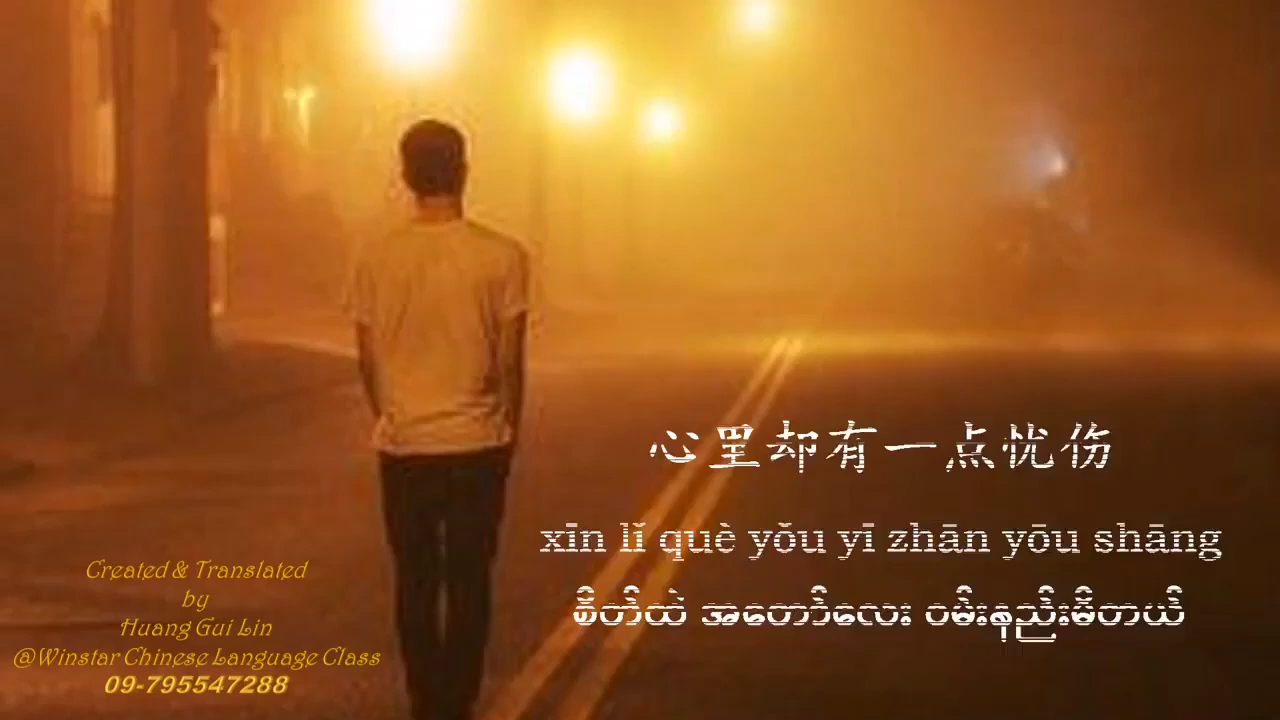 心里却有一点忧伤
xīn lǐ què yǒu yī zhān yōu shāng
စိတ်ထဲ အတော်လေး ဝမ်းနည်းမိတယ်
Created & Translated
by
Huang Gui Lin
@Winstar Chinese Language Class
09-795547288